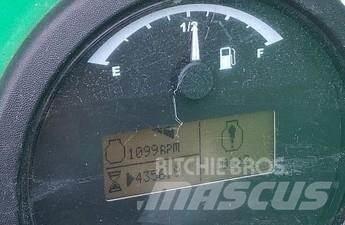 1/2
E
F
1099RPM
RITCHIE BROS.
MASCUS